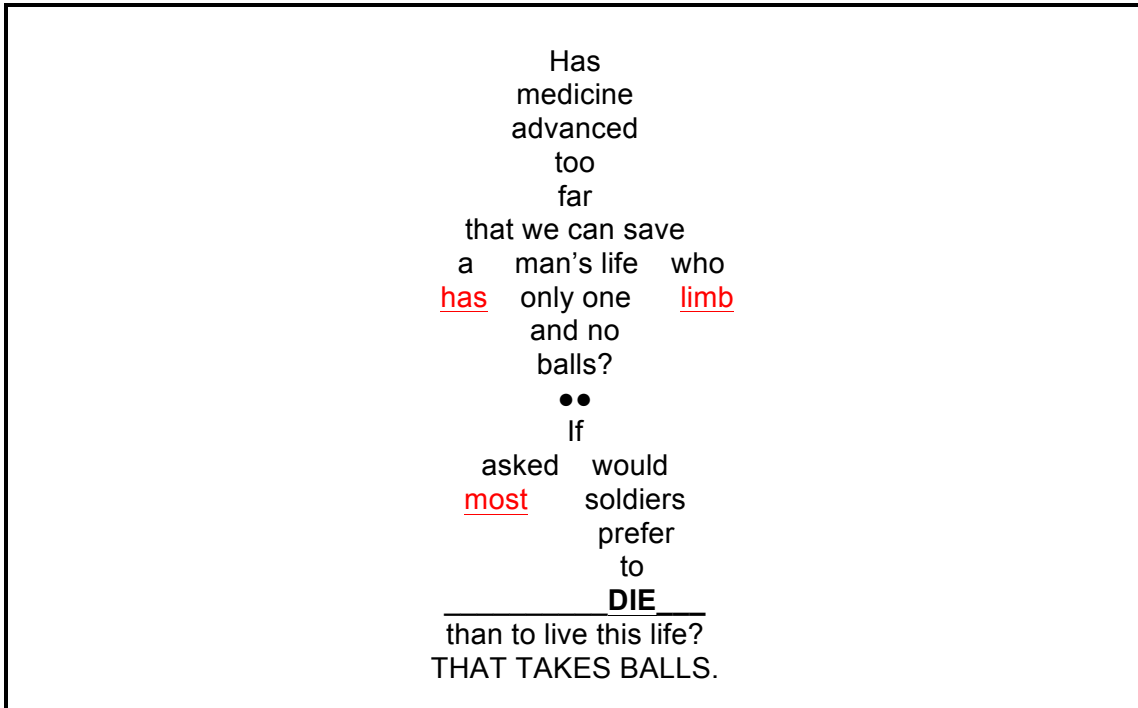 Has
medicine
advanced
too
far
that we can save
a man’s life who
has only one limb
and no
balls?
●●
If
asked would
most soldiers
prefer
to
__________DIE___
than to live this life?
THAT TAKES BALLS.